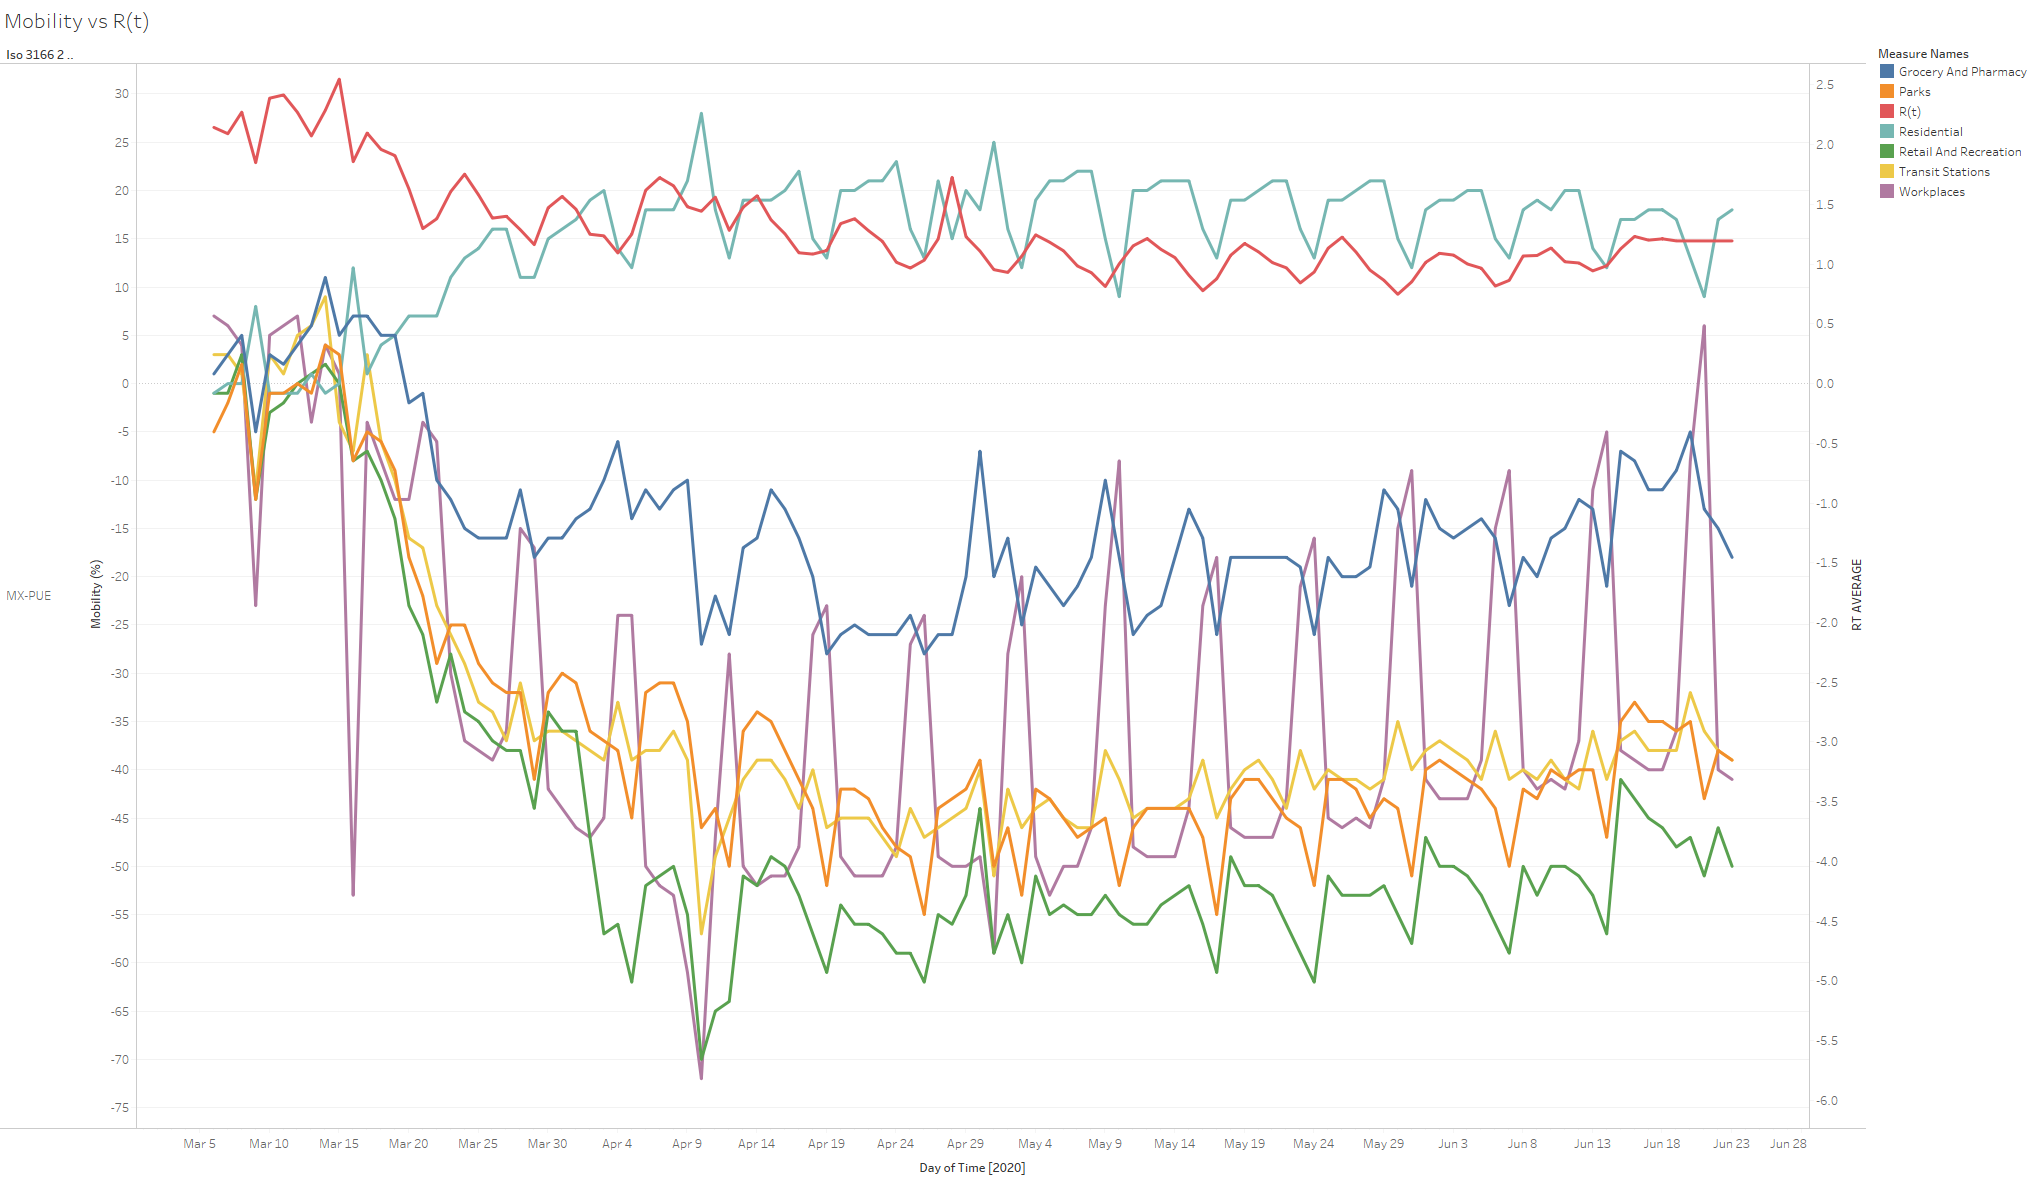 Mobility vs R(t)
Iso 3166 2 ..
Measure Names
Grocery And Pharmacy
Parks
R(t)
Residential
Retail And Recreation
Transit Stations
Workplaces
MX-PUE
Mobility (%)
30
25
20
15
10
5
0
-5
-10
-15
-20
-25
-30
-35
-40
-45
-50
-55
-60
-65
-70
-75
2.5
2.0
1.5
1.0
0.5
0.0
-0.5
-1.0
-1.5
-2.0
-2.5
-3.0
-3.5
-4.0
-4.5
-5.0
-5.5
-6.0
RT AVERAGE
Mar 5 Mar 10 Mar 15 Mar 20 Mar 25 Mar 30 Apr 4 Apr 9 Apr 14 Apr 19 Apr 24 Apr 29 May 4 May 9 May 14 May 19 May 24 May 29 Jun 3 Jun 8 Jun 13 Jun 18 Jun 23 Jun 28
Day of Time [2020]